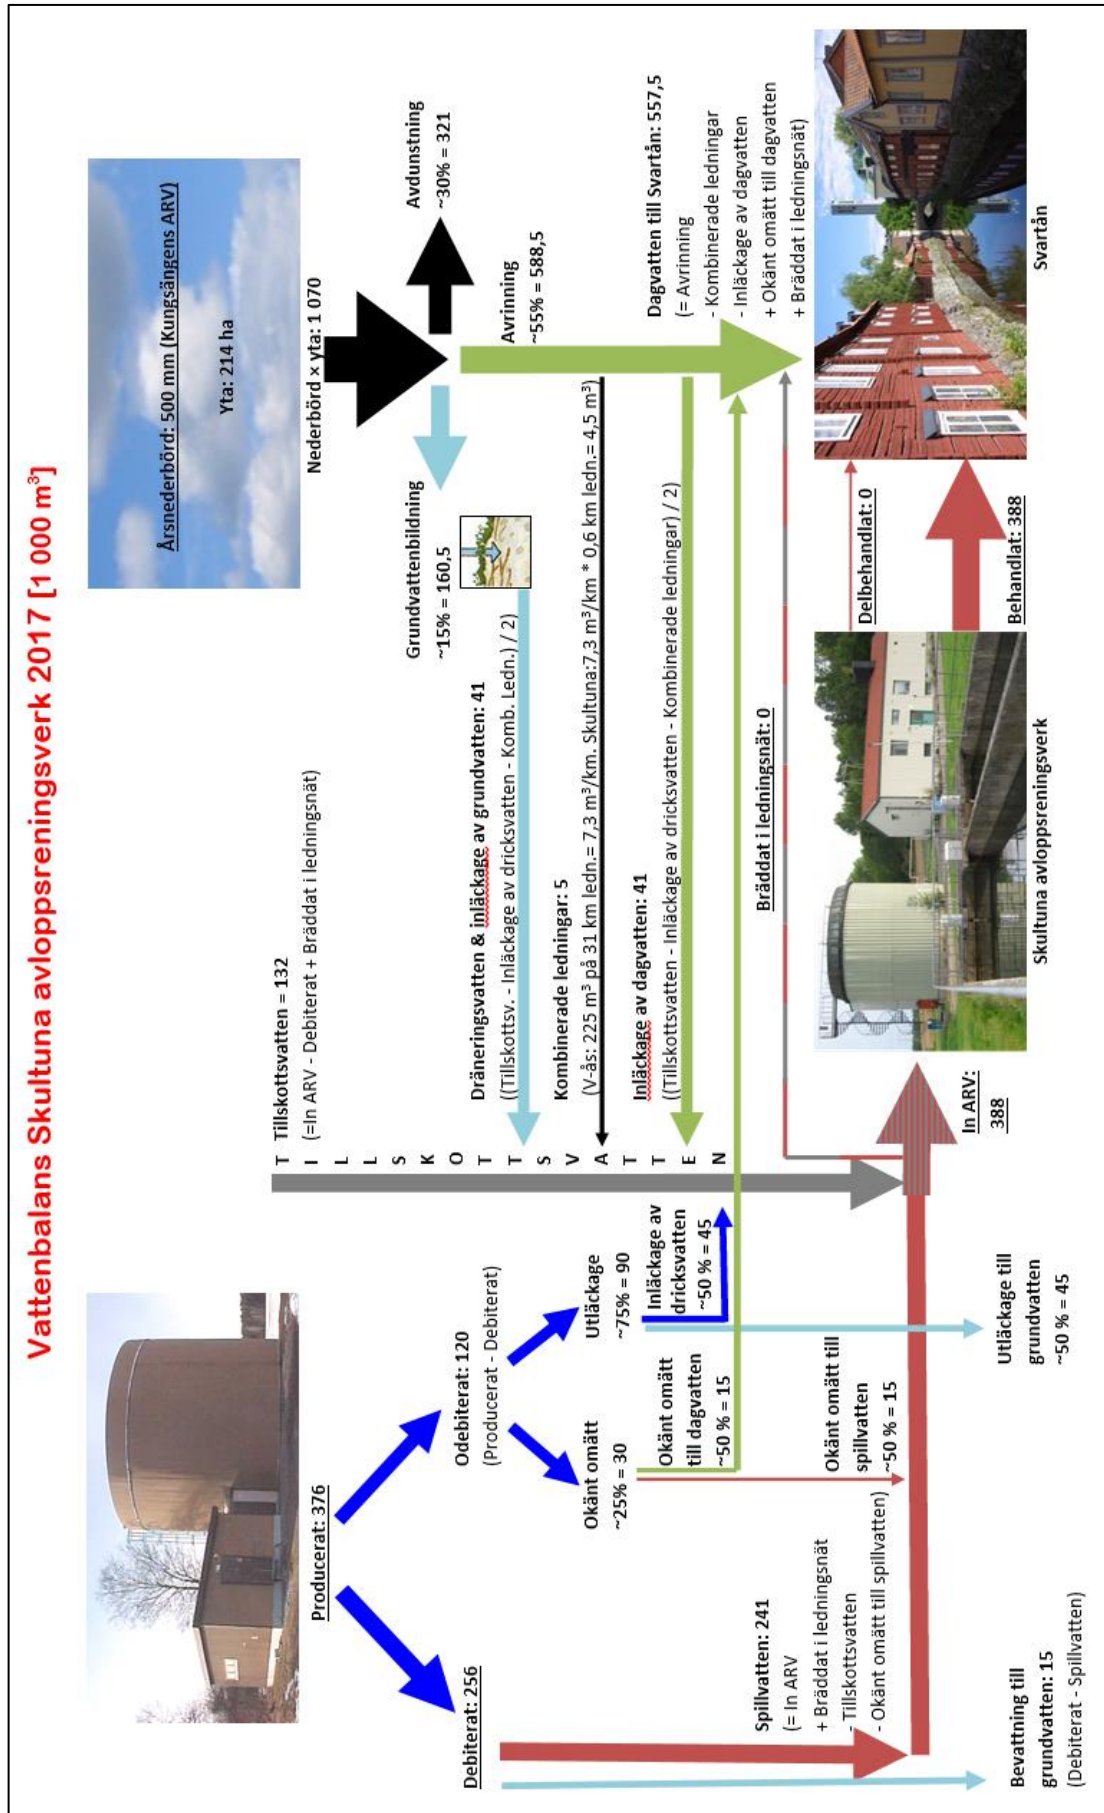 Vattenbalans Skultuna avloppsreningsverk 2017 [1 000 m³]
Producerat: 376
Debiterat: 256
Odebiterat: 120
(Producerat - Debiterat)
Okänt omätt
~25% = 30
Utläckage
~75% = 90
Okänt omätt
till dagvatten
~50 % = 15
Inläckage av
dricksvatten
~50 % = 45
Spillvatten: 241
(= In ARV
+ Bräddat i ledningsnät
- Tillskottsvatten
- Okänt omätt till spillvatten)
Okänt omätt till
spillvatten
~50 % = 15
Bevattning till
grundvatten: 15
(Debiterat - Spillvatten)
Utläckage till
grundvatten
~50 % = 45
Tillskottsvatten = 132
(=In ARV - Debiterat + Bräddat i ledningsnät)
T
I
L
L
S
K
O
T
T
S
V
A
T
T
E
N
Årsnederbörd: 500 mm (Kungsängens ARV)
Yta: 214 ha
Nederbörd × yta: 1 070
Grundvattenbildning
~15% = 160,5
Avdunstning
~30% = 321
Avrinning
~55% = 588,5
Dräneringsvatten & inläckage av grundvatten: 41
((Tillskottsv. - Inläckage av dricksvatten - Komb. Ledn.) / 2)
Kombinerade ledningar: 5
(V-ås: 225 m³ på 31 km ledn.= 7,3 m³/km. Skultuna:7,3 m³/km * 0,6 km ledn.= 4,5 m³)
Inläckage av dagvatten: 41
((Tillskottsvatten - Inläckage av dricksvatten - Kombinerade ledningar) / 2)
Dagvatten till Svartån: 557,5
(= Avrinning
- Kombinerade ledningar
- Inläckage av dagvatten
+ Okänt omätt till dagvatten
+ Bräddat i ledningsnät)
Bräddat i ledningsnät: 0
In ARV:
388
Delbehandlat: 0
Behandlat: 388
Skultuna avloppsreningsverk
Svartån